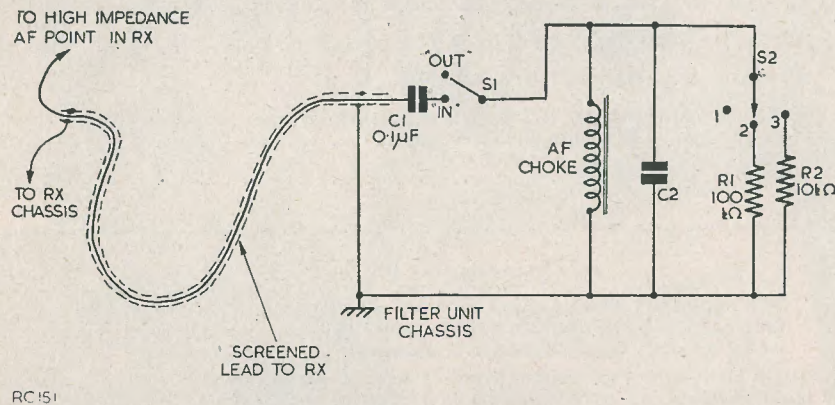 TO HIGH IMPEDANCE
AF POINT IN RX
TO RX
CHASSIS
SCREENED
LEAD TO RX
C1
0·1µF
"OUT"
"IN"
S1
FILTER UNIT
CHASSIS
AF
CHOKE
C2
S2
1
2
3
R1
100
kΩ
R2
10kΩ
RC151